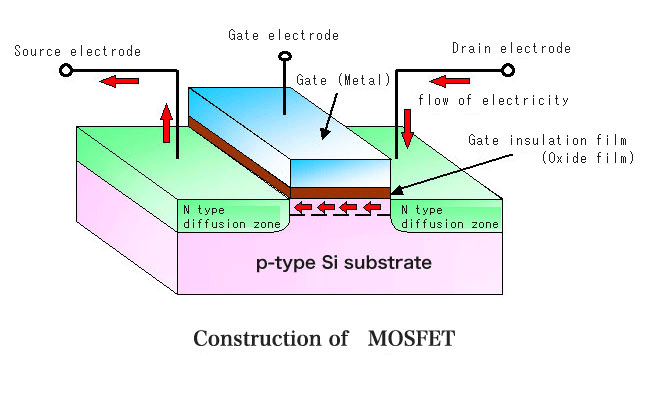 Gate electrode
Source electrode
Drain electrode
Gate (Metal)
flow of electricity
Gate insulation film
(Oxide film)
N type
diffusion zone
N type
diffusion zone
p-type Si substrate
Construction of MOSFET